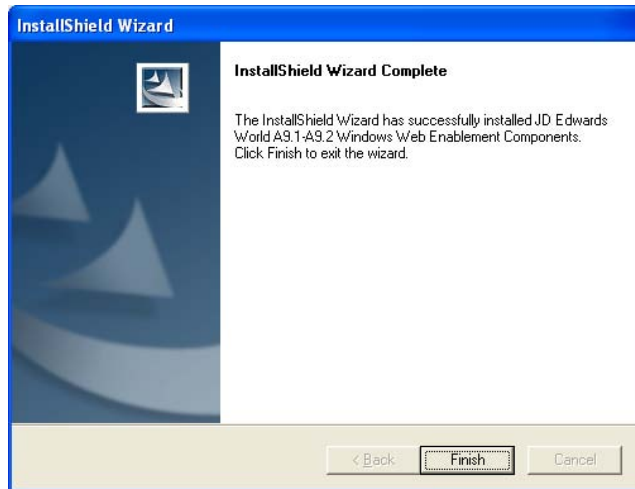 InstallShield Wizard
InstallShield Wizard Complete
The InstallShield Wizard has successfully installed JD Edwards
World A9.1-A9.2 Windows Web Enablement Components.
Click Finish to exit the wizard.
< Back
Finish
Cancel